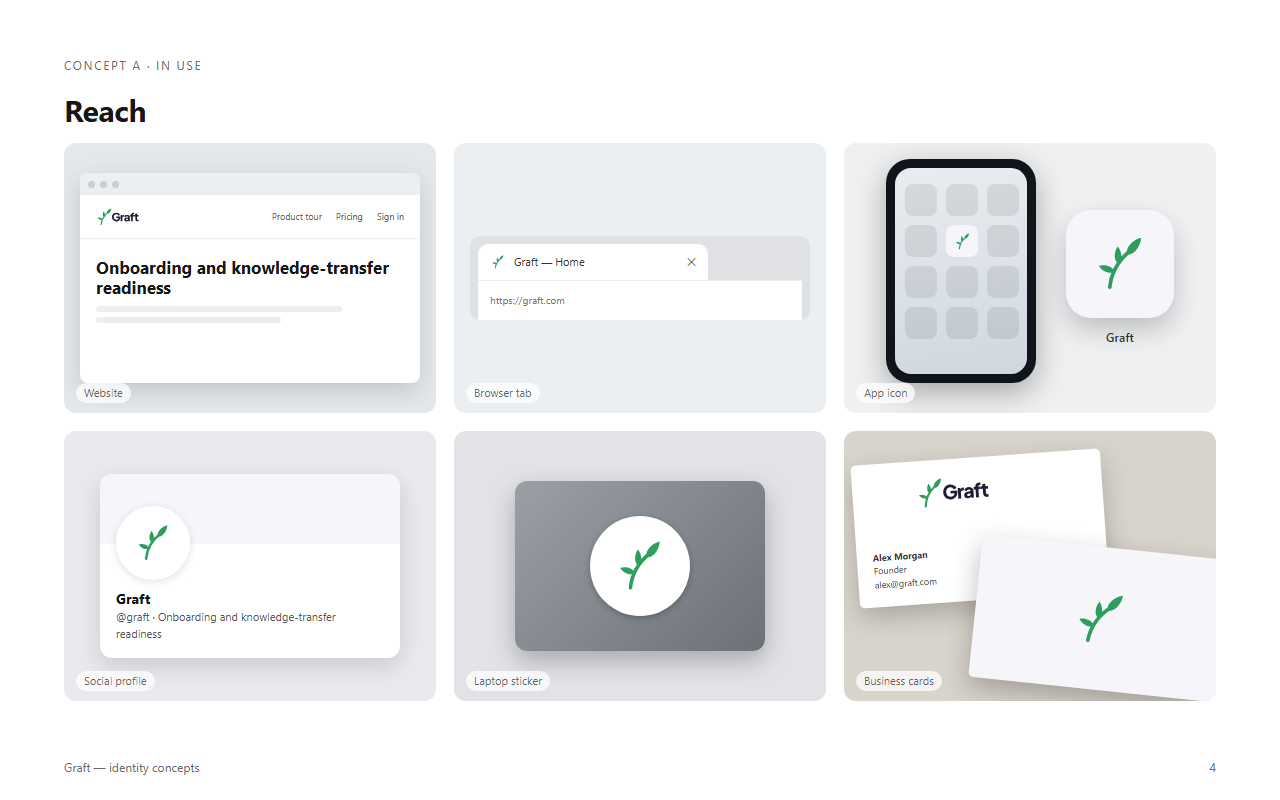 CONCEPT A · IN USE
Reach
Graft
Product tour
Pricing
Sign in
Onboarding and knowledge-transfer
readiness
Website
Graft — Home
https://graft.com
Browser tab
Graft
App icon
Graft
@graft · Onboarding and knowledge-transfer
readiness
Social profile
Laptop sticker
Graft
Alex Morgan
Founder
alex@graft.com
Business cards
Graft — identity concepts
4